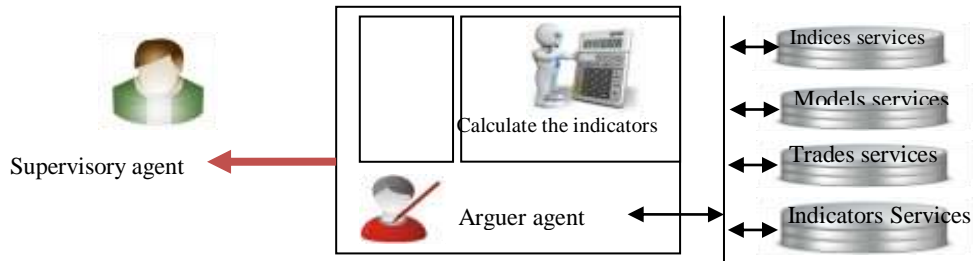 Indices services
Models services
Calculate the indicators
Trades services
Supervisory agent
Arguer agent
Indicators Services